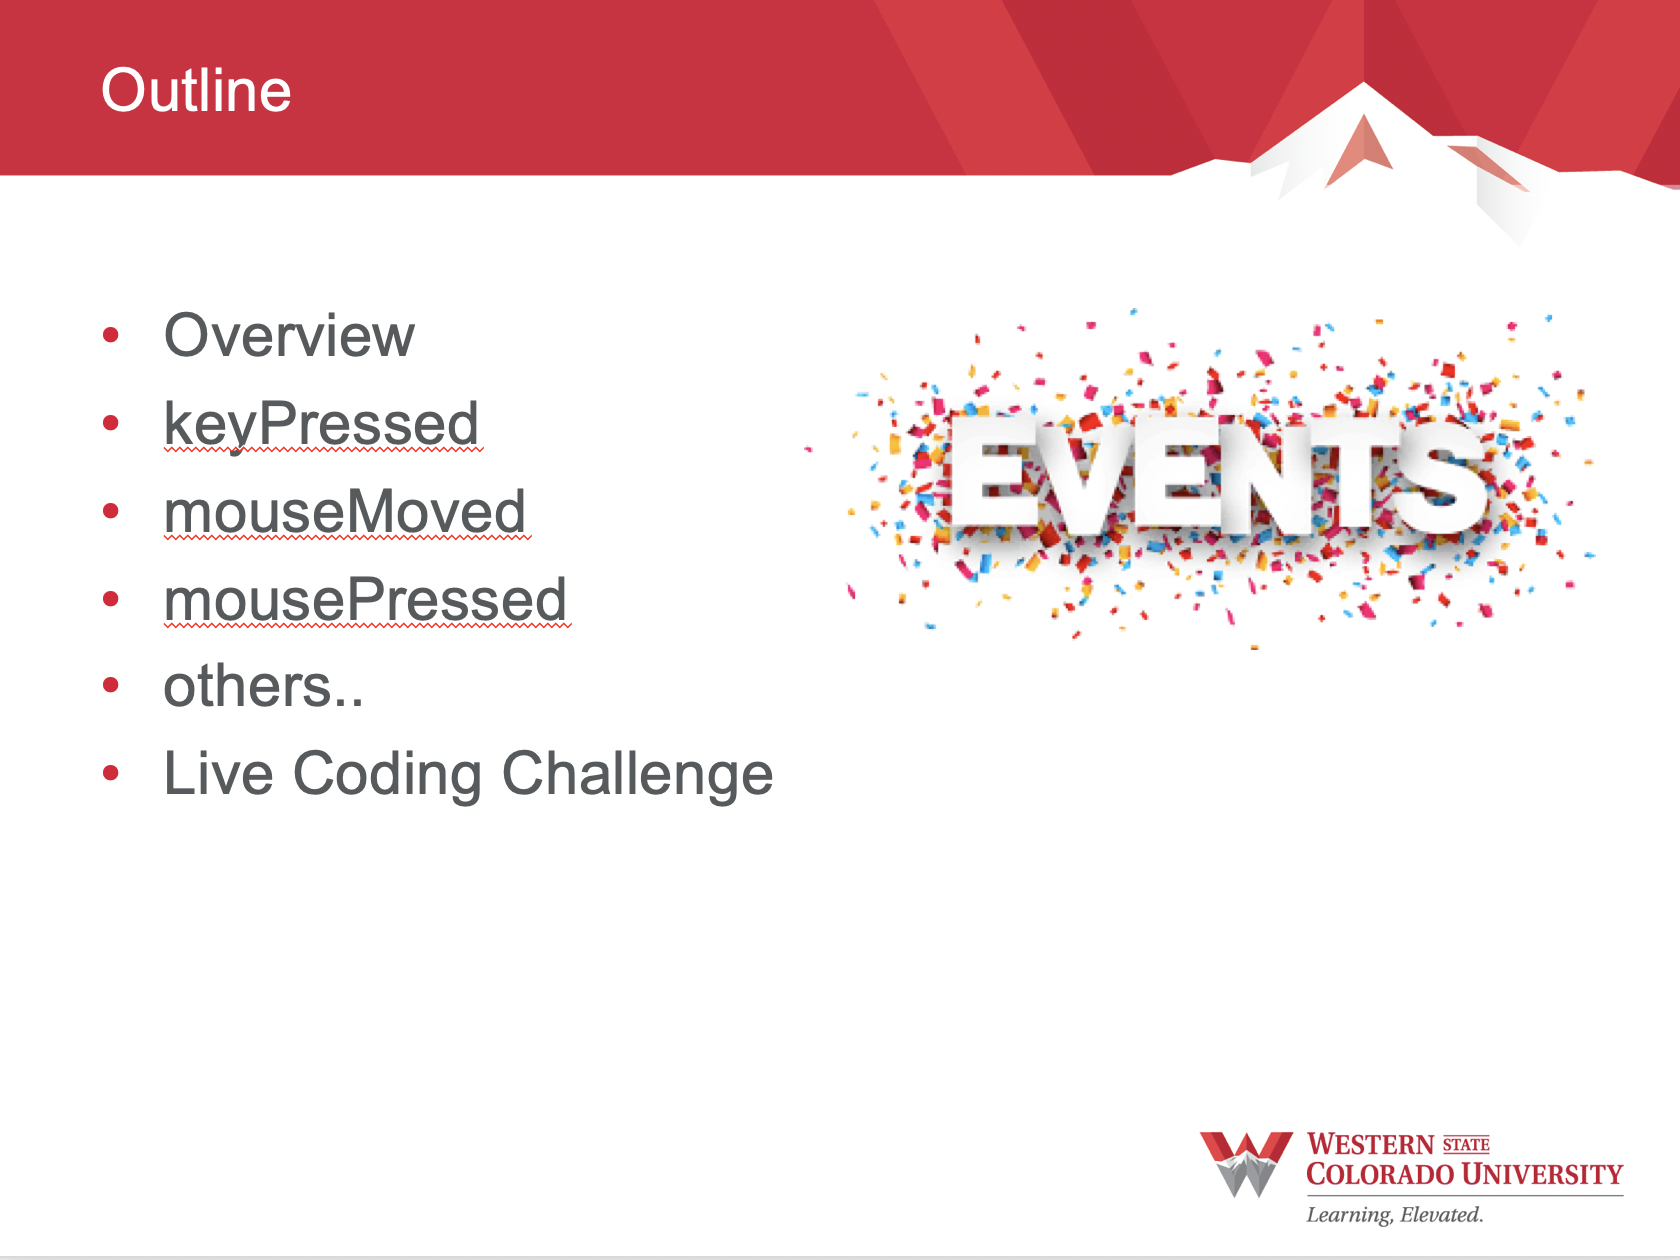 Outline
• Overview
• keyPressed
• mouseMoved
• mousePressed
• others..
• Live Coding Challenge
EVENTS
WESTERN STATE
COLORADO UNIVERSITY
Learning, Elevated.